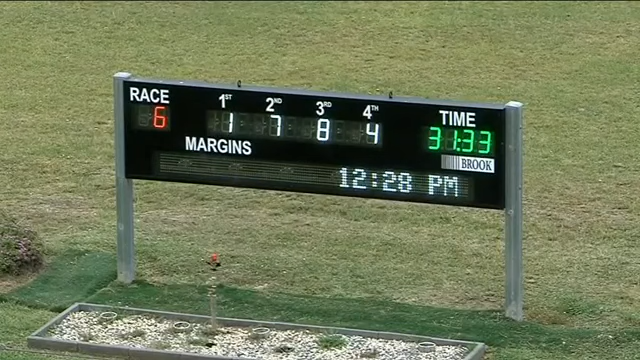 RACE 1ST 2ND 3RD 4TH TIME
6 1 7 8 4 31:33
MARGINS BROOK
12:28 PM